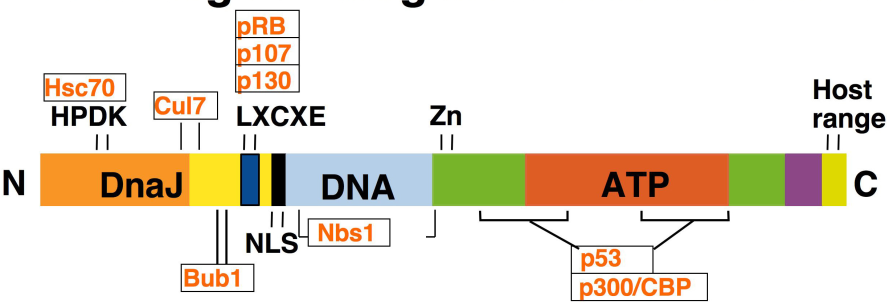 pRB
p107
p130
Hsc70
Cul7
HPDK
LXCXE
Zn
Host
range
N
DnaJ
DNA
ATP
C
NLS
Nbs1
Bub1
p53
p300/CBP